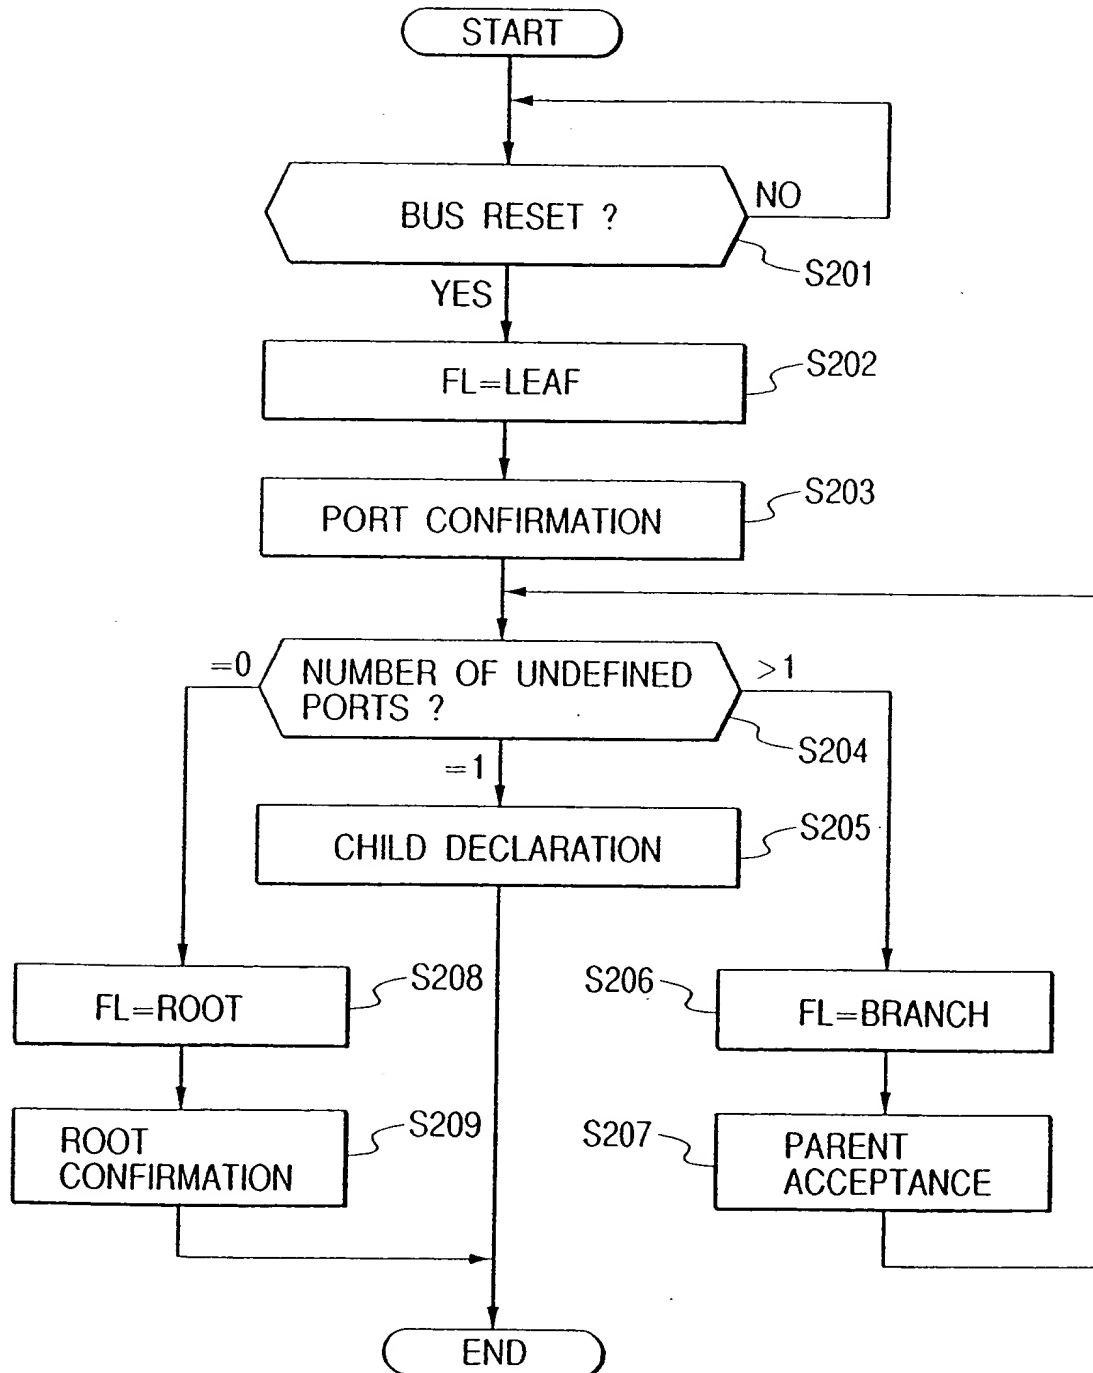 START
BUS RESET ?
NO
S201
YES
FL=LEAF
S202
PORT CONFIRMATION
S203
=0
NUMBER OF UNDEFINED
PORTS ?
>1
S204
=1
CHILD DECLARATION
S205
FL=ROOT
S208
S206
FL=BRANCH
ROOT
CONFIRMATION
S209
S207
PARENT
ACCEPTANCE
END